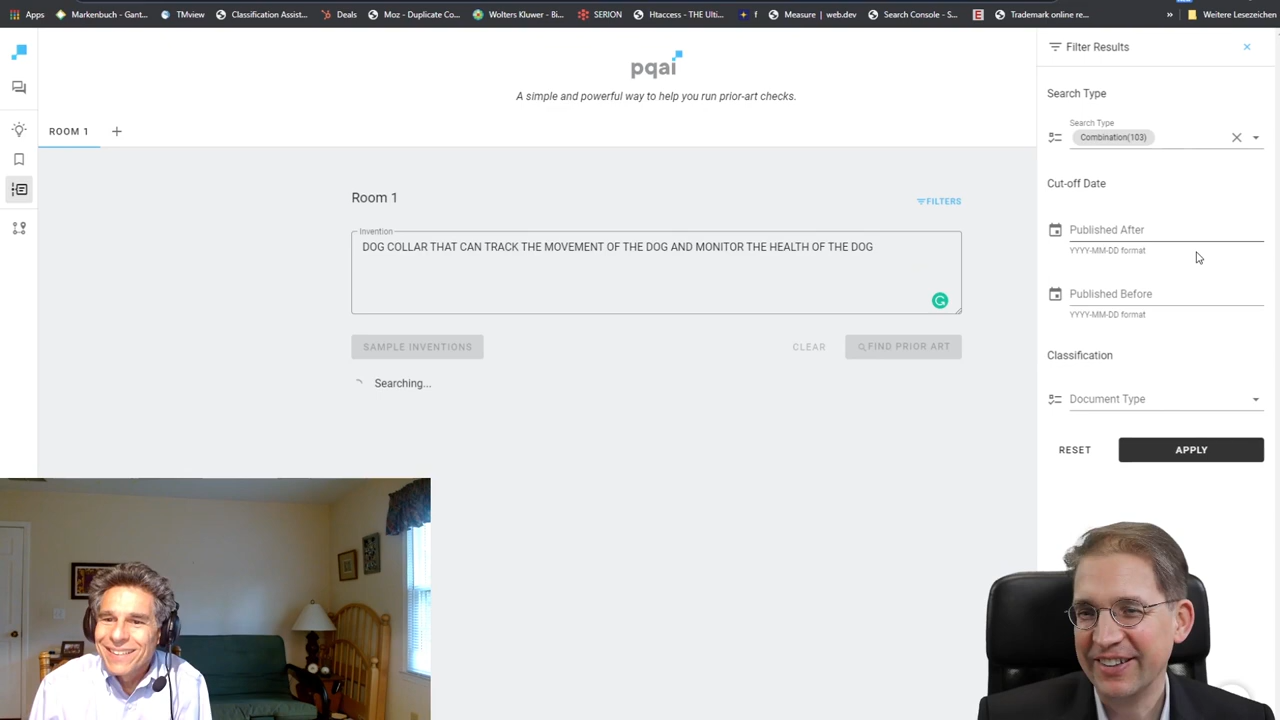 Apps
Markenbuch - Gant...
TMview
Classification Assist...
Deals
Moz - Duplicate Co...
Wolters Kluwer - Bi...
SERION
Htaccess - THE Ulti...
f
Measure | web.dev
Search Console - S...
E
Trademark online re...
»
Weitere Lesezeichen
pqai
A simple and powerful way to help you run prior-art checks.
ROOM 1
+
Room 1
FILTERS
Invention
DOG COLLAR THAT CAN TRACK THE MOVEMENT OF THE DOG AND MONITOR THE HEALTH OF THE DOG
SAMPLE INVENTIONS
CLEAR
FIND PRIOR ART
Searching...
Filter Results
Search Type
Search Type
Combination(103)
Cut-off Date
Published After
YYYY-MM-DD format
Published Before
YYYY-MM-DD format
Classification
Document Type
RESET
APPLY